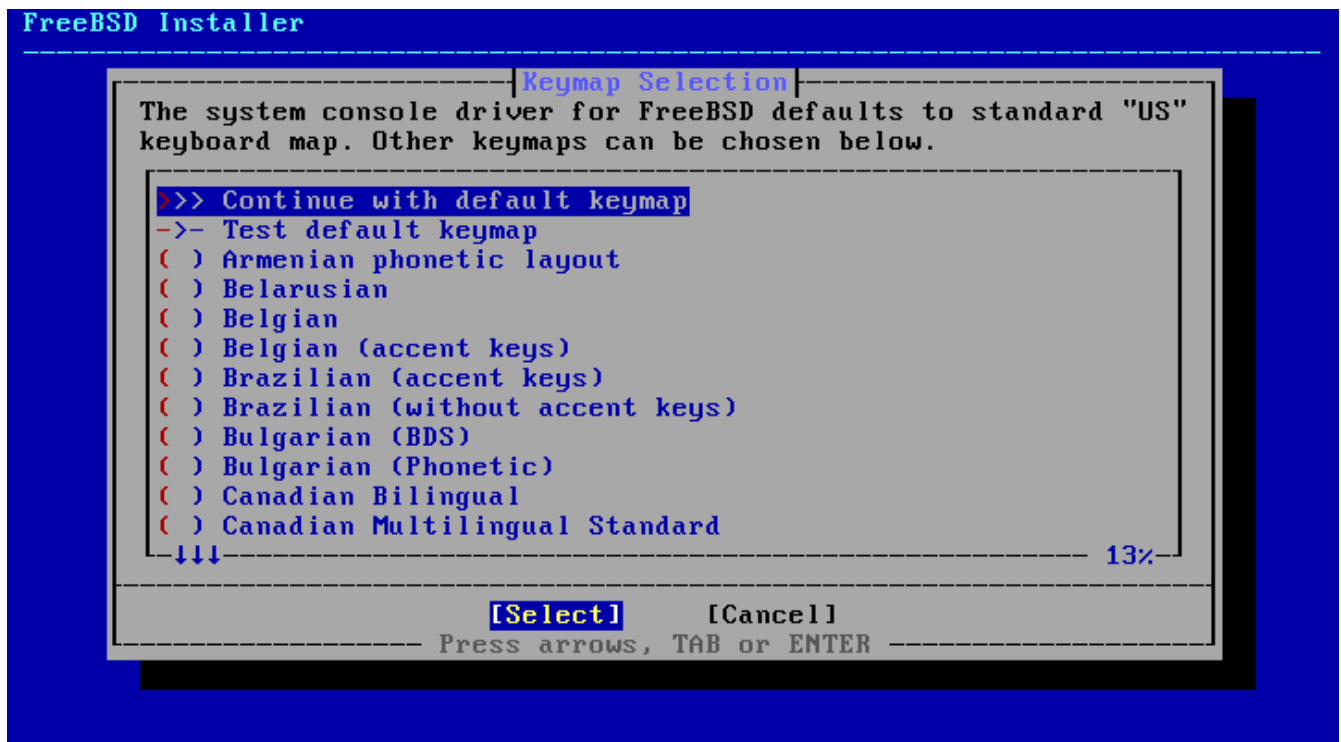 FreeBSD Installer
Keymap Selection
The system console driver for FreeBSD defaults to standard "US"
keyboard map. Other keymaps can be chosen below.
>>> Continue with default keymap
->- Test default keymap
( ) Armenian phonetic layout
( ) Belarusian
( ) Belgian
( ) Belgian (accent keys)
( ) Brazilian (accent keys)
( ) Brazilian (without accent keys)
( ) Bulgarian (BDS)
( ) Bulgarian (Phonetic)
( ) Canadian Bilingual
( ) Canadian Multilingual Standard
↓↓↓ 13%
[Select] [Cancel]
Press arrows, TAB or ENTER